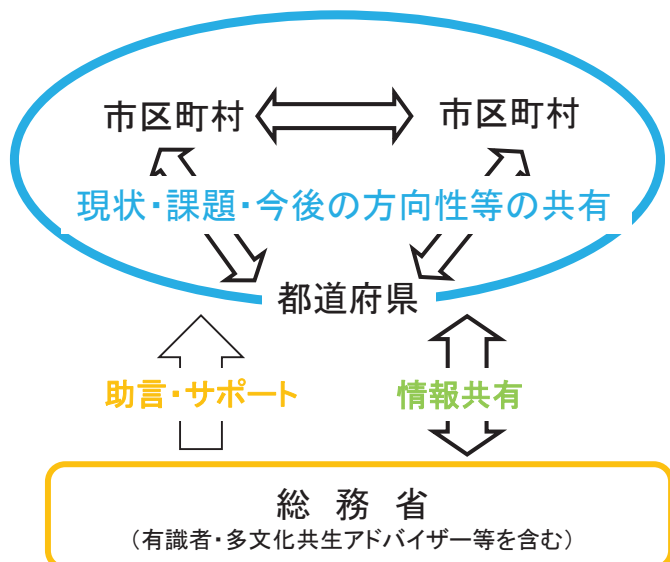 市区町村
市区町村
現状・課題・今後の方向性等の共有
都道府県
助言・サポート
情報共有
総務省
（有識者・多文化共生アドバイザー等を含む）